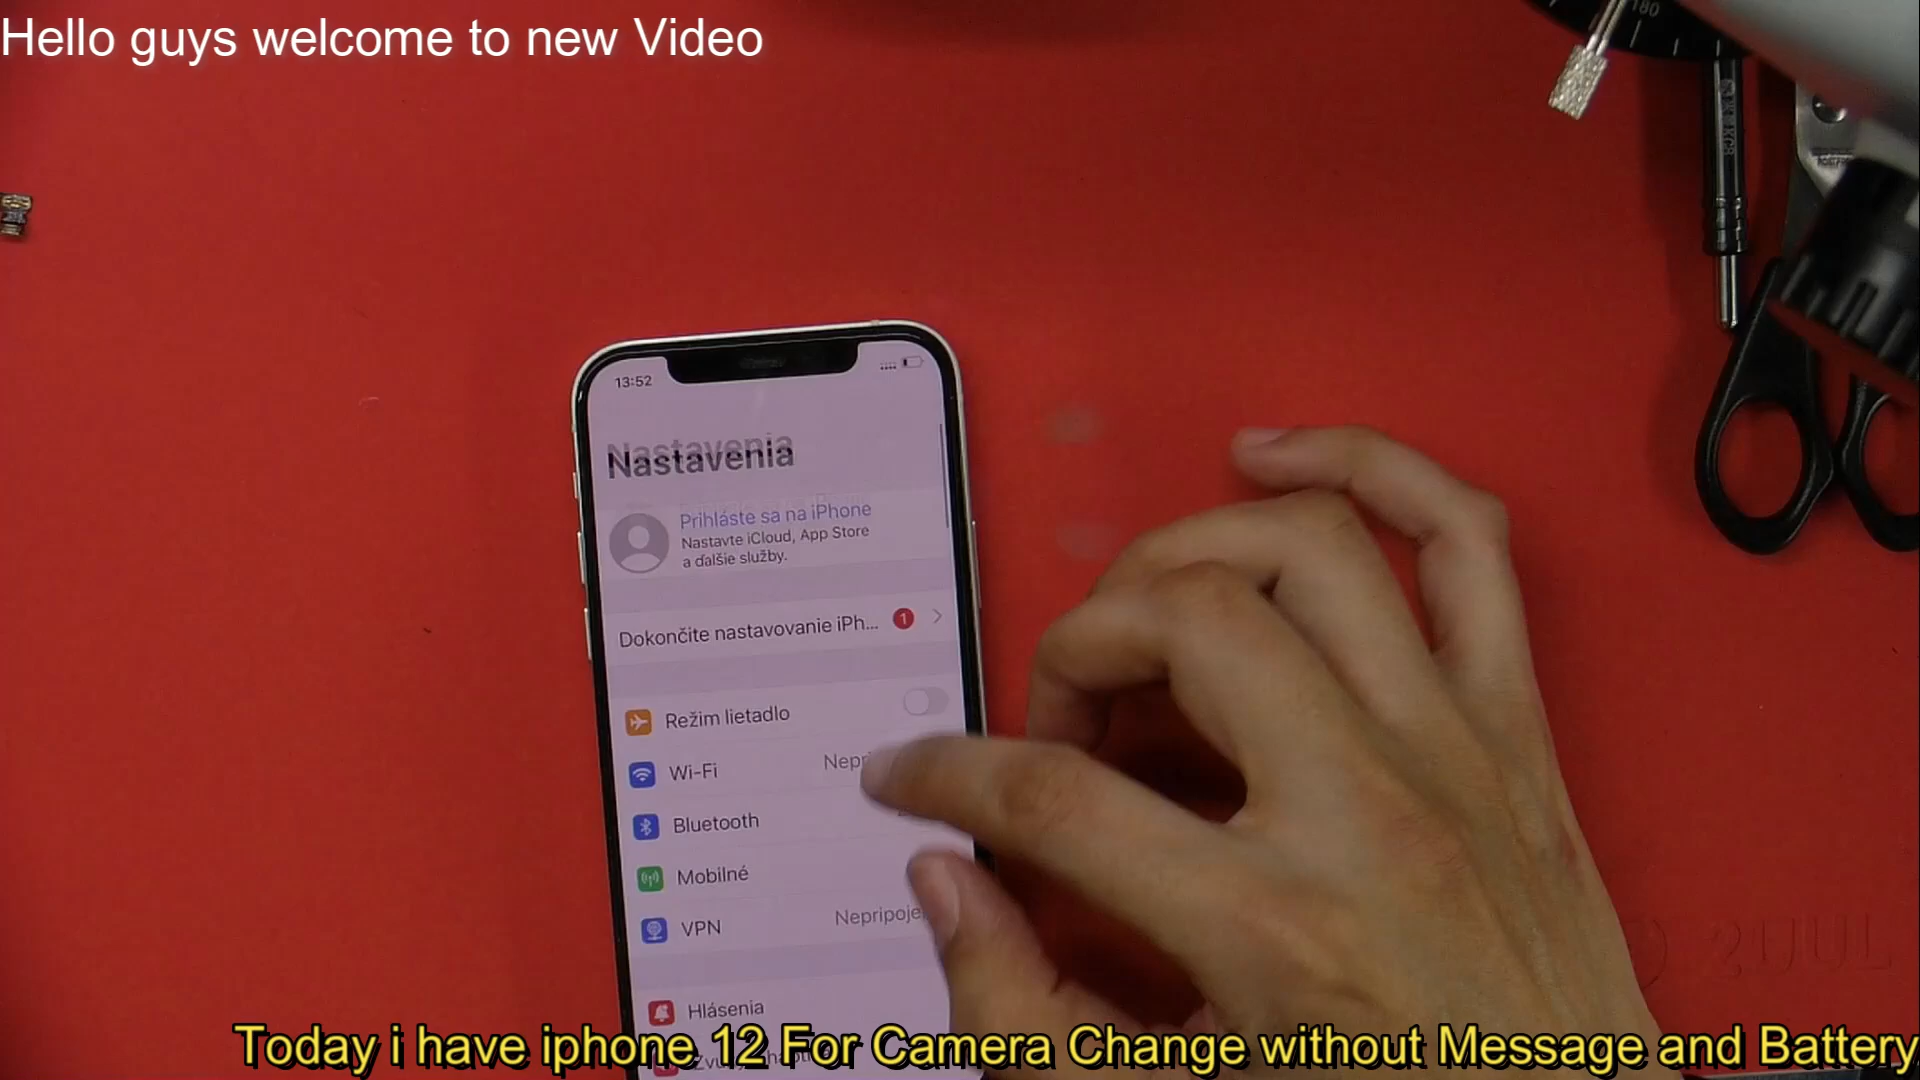 Hello guys welcome to new Video
180
13:52
Nastavenia
Prihláste sa na iPhone
Nastavte iCloud, App Store
a ďalšie služby.
Dokončite nastavovanie iPh... 1
Režim lietadlo
Wi-Fi
Bluetooth
Mobilné
VPN
Hlásenia
2UUL
Today i have iphone 12 For Camera Change without Message and Battery